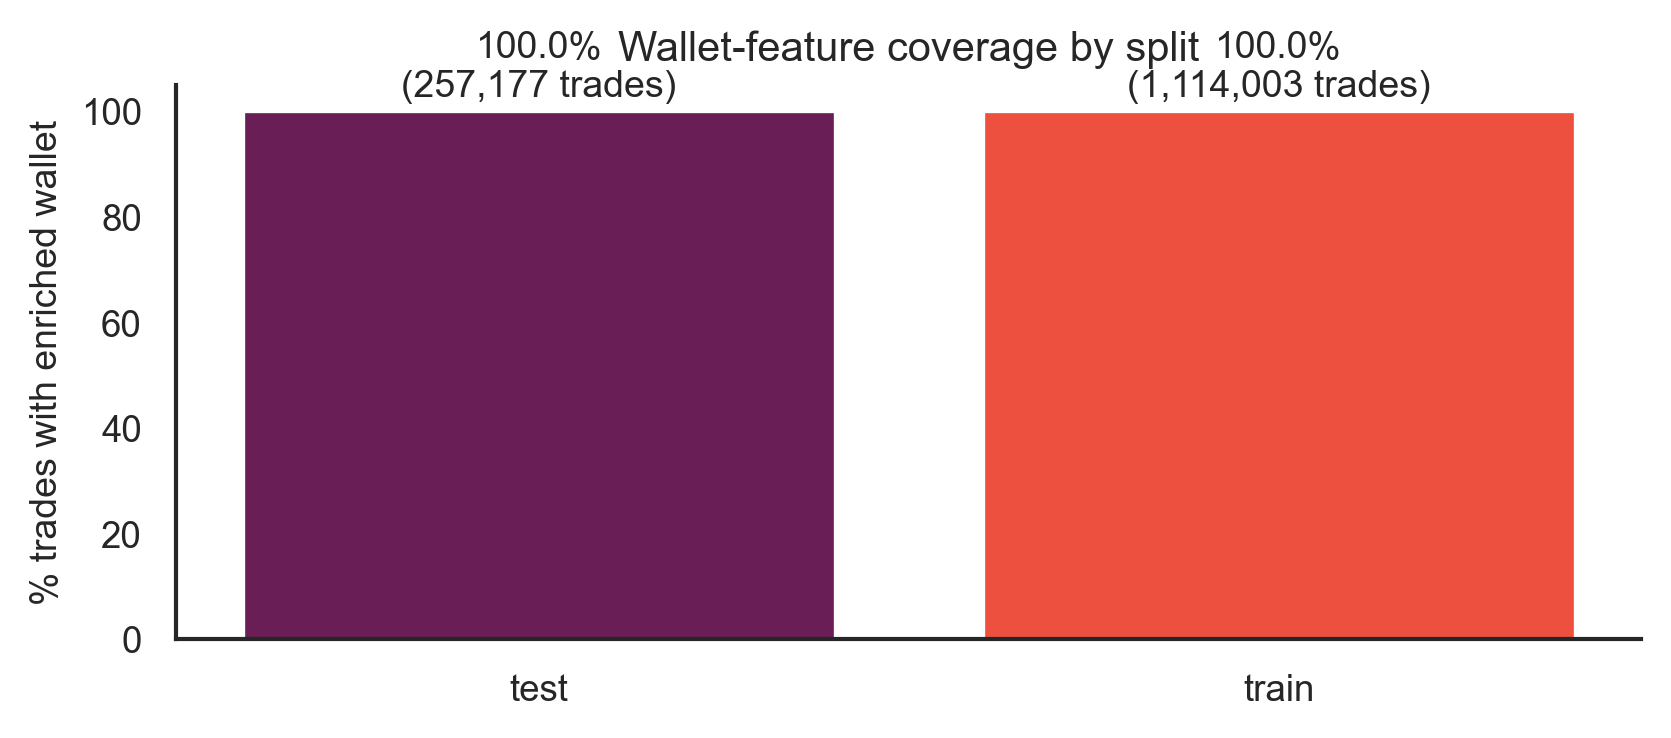 Wallet-feature coverage by split
100.0%
(257,177 trades)
100.0%
(1,114,003 trades)
% trades with enriched wallet
100
80
60
40
20
0
test
train